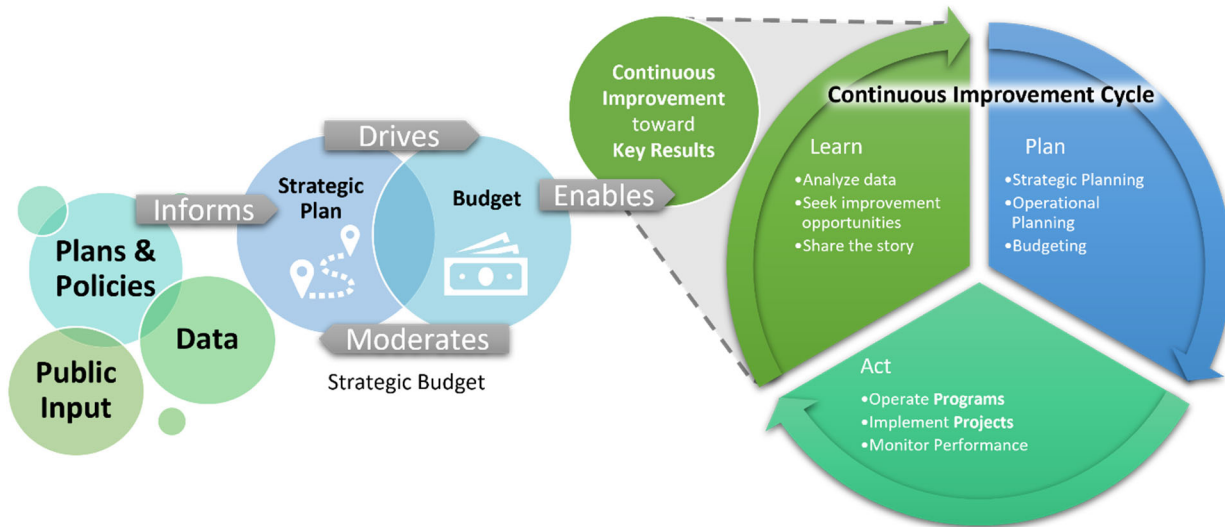 Plans &
Policies
Data
Public
Input
Informs
Strategic
Plan
Drives
Budget
Moderates
Strategic Budget
Enables
Continuous
Improvement
toward
Key Results
Continuous Improvement Cycle
Learn
•Analyze data
•Seek improvement
opportunities
•Share the story
Plan
•Strategic Planning
•Operational
Planning
•Budgeting
Act
•Operate Programs
•Implement Projects
•Monitor Performance